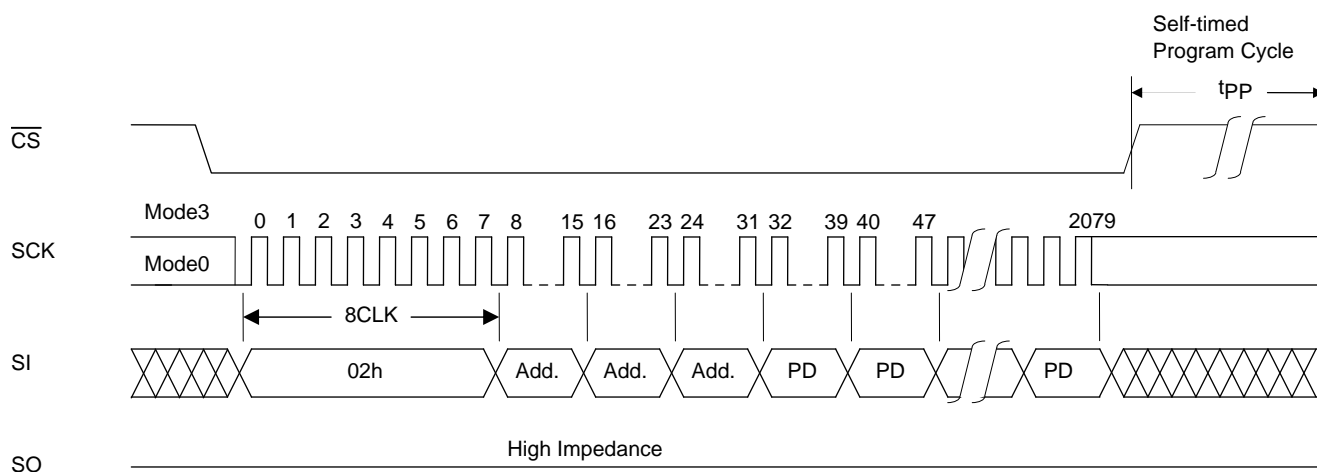 Self-timed
Program Cycle
tPP
CS
Mode3
0 1 2 3 4 5 6 7 8 15 16 23 24 31 32 39 40 47 2079
SCK
Mode0
8CLK
SI
02h Add. Add. Add. PD PD PD
High Impedance
SO